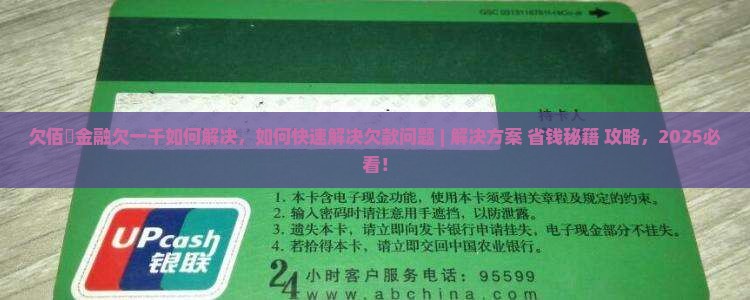 持卡人
欠佰�金融欠一千如何解决，如何快速解决欠款问题 | 解决方案 省钱秘籍 攻略，2025必
看！
1. 本卡含电子现金功能，使用本卡须受相关章程及规定的约束。
2. 输入密码时请注意用手遮挡，以防泄露。
3. 遗失本卡，请立即向发卡银行申请挂失，电子现金部分不挂失。
4. 若拾得本卡，请立即交回中国农业银行。
UPcash
银联
24小时客户服务电话：95599
www.abchina.com